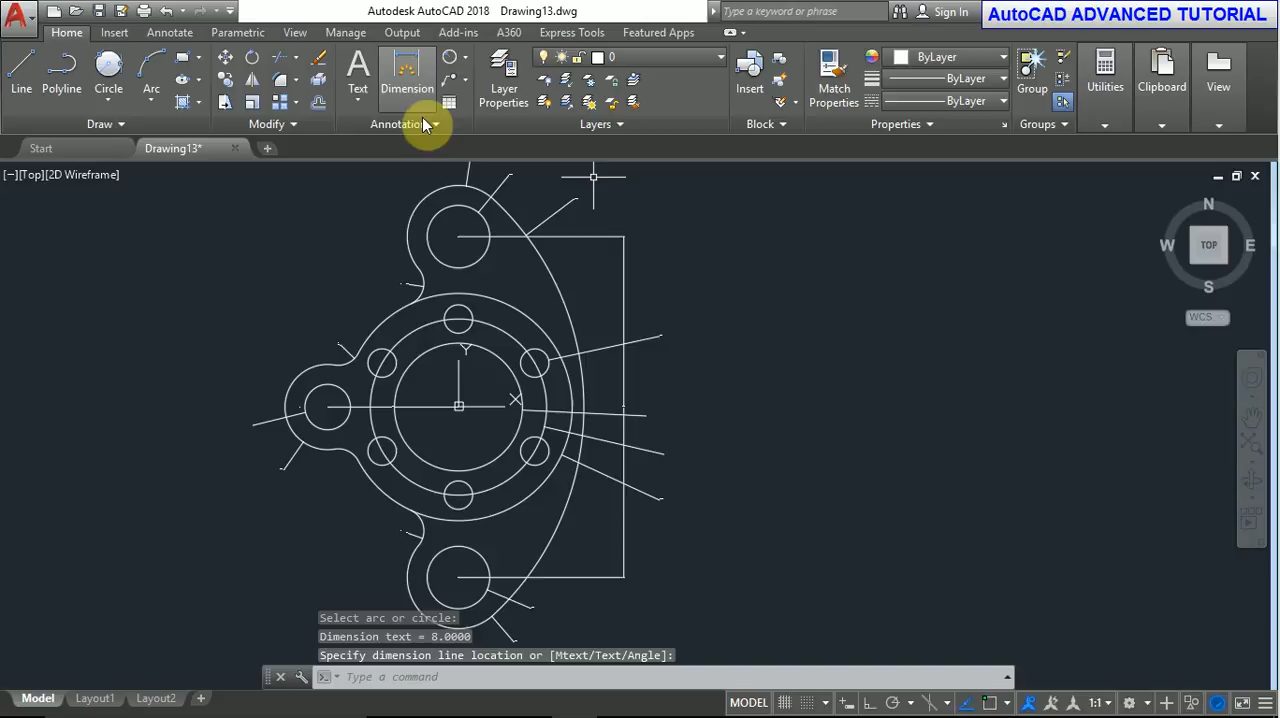 Autodesk AutoCAD 2018 Drawing13.dwg
Type a keyword or phrase
Sign In
AutoCAD ADVANCED TUTORIAL
Home Insert Annotate Parametric View Manage Output Add-ins A360 Express Tools Featured Apps
Line Polyline Circle Arc
Text Dimension
Layer Properties
0
Insert
Match Properties
ByLayer
ByLayer
ByLayer
Group
Utilities
Clipboard
View
Draw Modify Annotation Layers Block Properties Groups
Start Drawing13*
[−][Top][2D Wireframe]
N
W TOP E
S
WCS
Y
X
Select arc or circle:
Dimension text = 8.0000
Specify dimension line location or [Mtext/Text/Angle]:
Type a command
Model Layout1 Layout2
MODEL
1:1